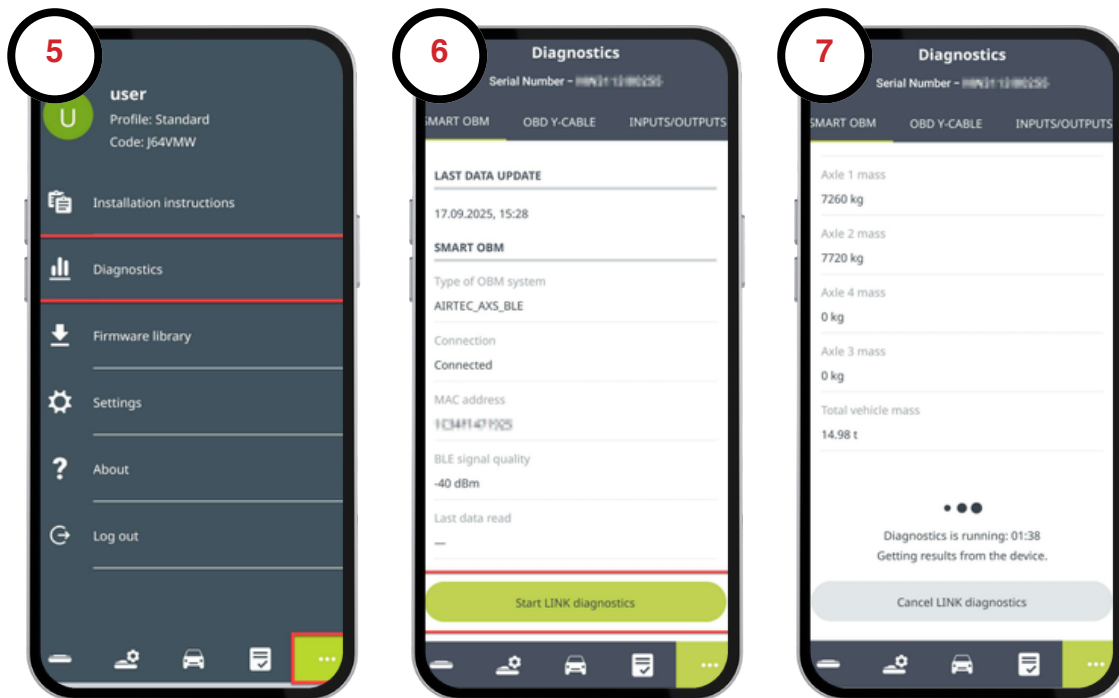 5
U
user
Profile: Standard
Code: J64VMW
Installation instructions
Diagnostics
Firmware library
Settings
?
About
Log out
6
Diagnostics
Serial Number –
SMART OBM OBD Y-CABLE INPUTS/OUTPUTS
LAST DATA UPDATE
17.09.2025, 15:28
SMART OBM
Type of OBM system
AIRTEC_AXS_BLE
Connection
Connected
MAC address
BLE signal quality
-40 dBm
Last data read
—
Start LINK diagnostics
7
Diagnostics
Serial Number –
SMART OBM OBD Y-CABLE INPUTS/OUTPUTS
Axle 1 mass
7260 kg
Axle 2 mass
7720 kg
Axle 4 mass
0 kg
Axle 3 mass
0 kg
Total vehicle mass
14.98 t
Diagnostics is running: 01:38
Getting results from the device.
Cancel LINK diagnostics